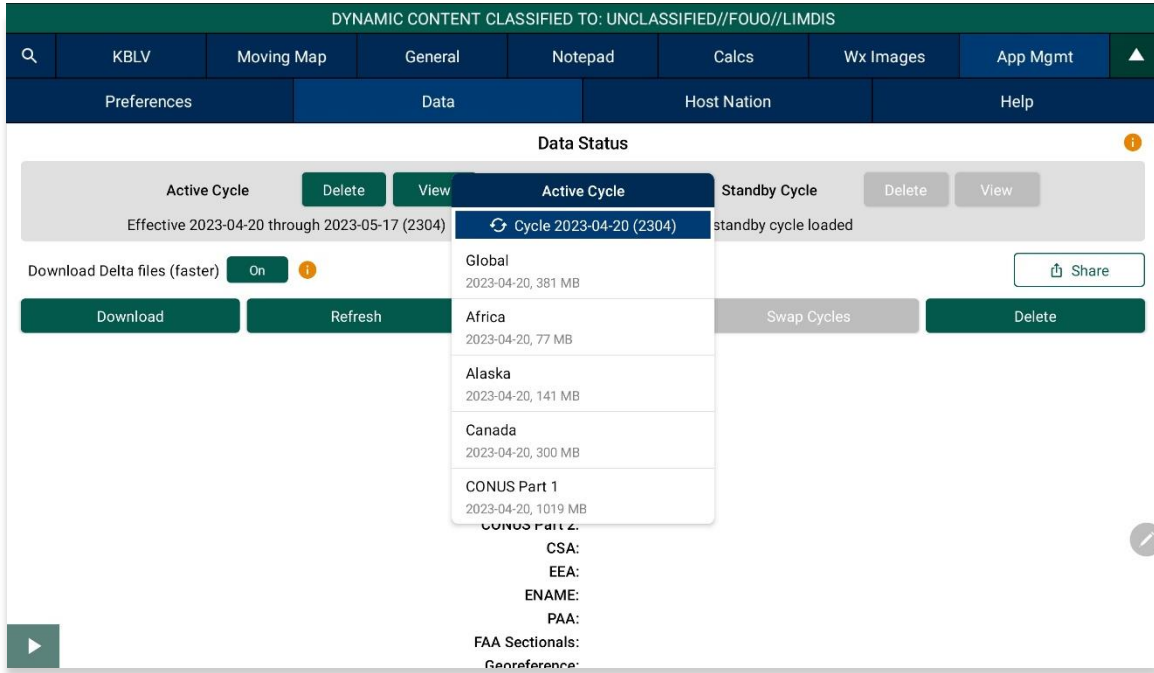 DYNAMIC CONTENT CLASSIFIED TO: UNCLASSIFIED//FOUO//LIMDIS
KBLV Moving Map General Notepad Calcs Wx Images App Mgmt
Preferences Data Host Nation Help
Data Status
Active Cycle Delete View
Effective 2023-04-20 through 2023-05-17 (2304)
Standby Cycle Delete View
standby cycle loaded
Download Delta files (faster) On
Share
Download Refresh Swap Cycles Delete
Active Cycle
Cycle 2023-04-20 (2304)
Global
2023-04-20, 381 MB
Africa
2023-04-20, 77 MB
Alaska
2023-04-20, 141 MB
Canada
2023-04-20, 300 MB
CONUS Part 1
2023-04-20, 1019 MB
CONUS Part 2:
CSA:
EEA:
ENAME:
PAA:
FAA Sectionals:
Georeference: